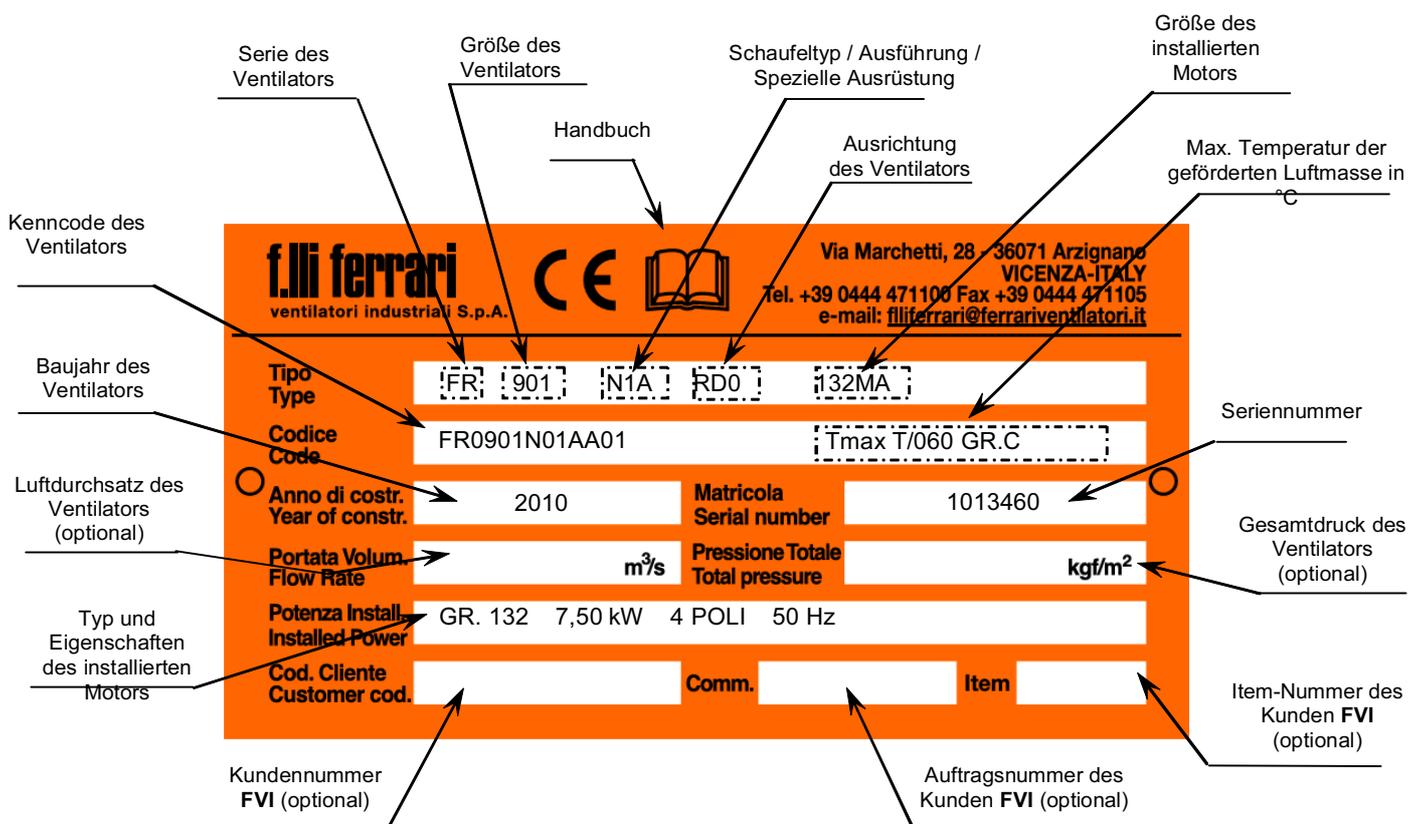 Größe des
installierten
Motors
Serie des
Ventilators
Größe des
Ventilators
Schaufeltyp / Ausführung /
Spezielle Ausrüstung
Handbuch
Ausrichtung
des Ventilators
Max. Temperatur der
geförderten Luftmasse in
°C
Kenncode des
Ventilators
f.lli ferrari
ventilatori industriali S.p.A.
CE
Via Marchetti, 28 - 36071 Arzignano
VICENZA-ITALY
Tel. +39 0444 471100 Fax +39 0444 471105
e-mail: flliferrari@ferrariventilatori.it
Baujahr des
Ventilators
Tipo
Type
FR 901 N1A RD0 132MA
Codice
Code
FR0901N01AA01 Tmax T/060 GR.C
Seriennummer
Luftdurchsatz des
Ventilators
(optional)
Anno di costr.
Year of constr.
2010
Matricola
Serial number
1013460
Gesamtdruck des
Ventilators
(optional)
Portata Volum.
Flow Rate
m³/s
Pressione Totale
Total pressure
kgf/m²
Typ und
Eigenschaften
des installierten
Motors
Potenza Install.
Installed Power
GR. 132 7,50 kW 4 POLI 50 Hz
Cod. Cliente
Customer cod.
Comm.
Item
Item-Nummer des
Kunden FVI
(optional)
Kundennummer
FVI (optional)
Auftragsnummer des
Kunden FVI (optional)